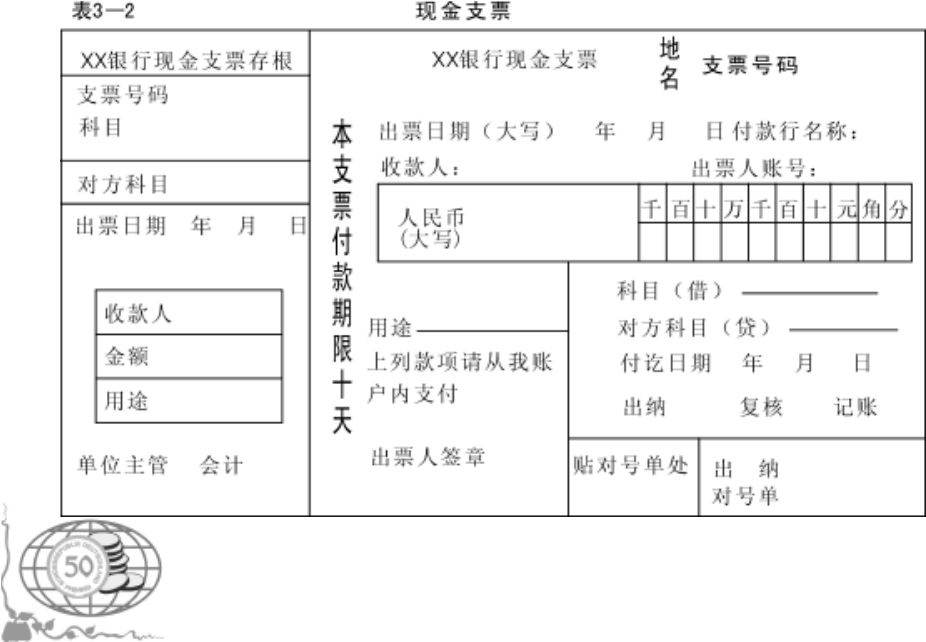 表3—2 现金支票
XX银行现金支票存根
支票号码
科目
对方科目
出票日期 年 月 日
收款人
金额
用途
单位主管 会计
本支票付款期限十天
XX银行现金支票 地名 支票号码
出票日期（大写） 年 月 日付款行名称：
收款人： 出票人账号：
人民币
(大写)
千 百 十 万 千 百 十 元 角 分
用途
上列款项请从我账
户内支付
出票人签章
科目（借）
对方科目（贷）
付讫日期 年 月 日
出纳 复核 记账
贴对号单处
出 纳
对号单
50